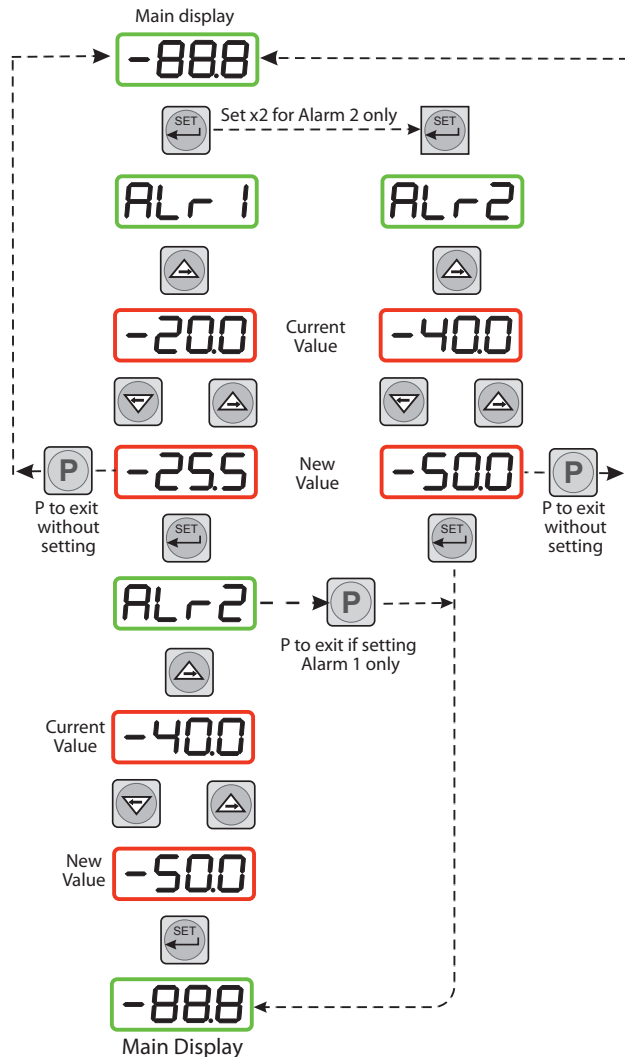 Main display
-88.8
SET
Set x2 for Alarm 2 only
SET
ALr 1
ALr2
-20.0
Current
Value
-40.0
-25.5
New
Value
-50.0
P
P to exit
without
setting
P
P to exit
without
setting
SET
SET
ALr2
P
P to exit if setting
Alarm 1 only
Current
Value
-40.0
New
Value
-50.0
SET
-88.8
Main Display